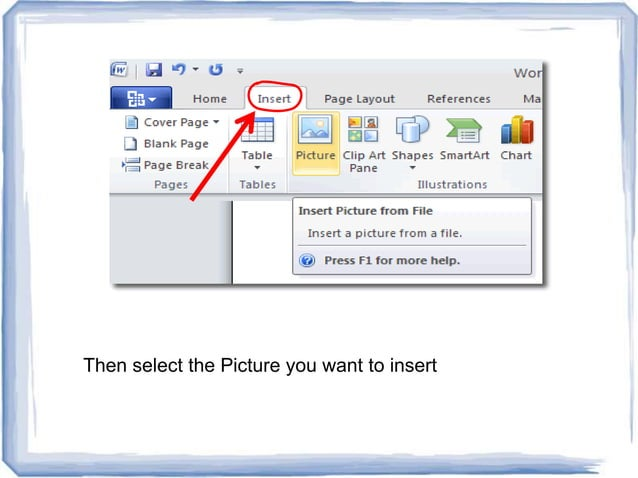 W
Wor
Home Insert Page Layout References Ma
Cover Page
Blank Page
Page Break
Pages
Table
Tables
Picture
Clip Art
Pane
Shapes
SmartArt
Chart
Illustrations
Insert Picture from File
Insert a picture from a file.
Press F1 for more help.
Then select the Picture you want to insert